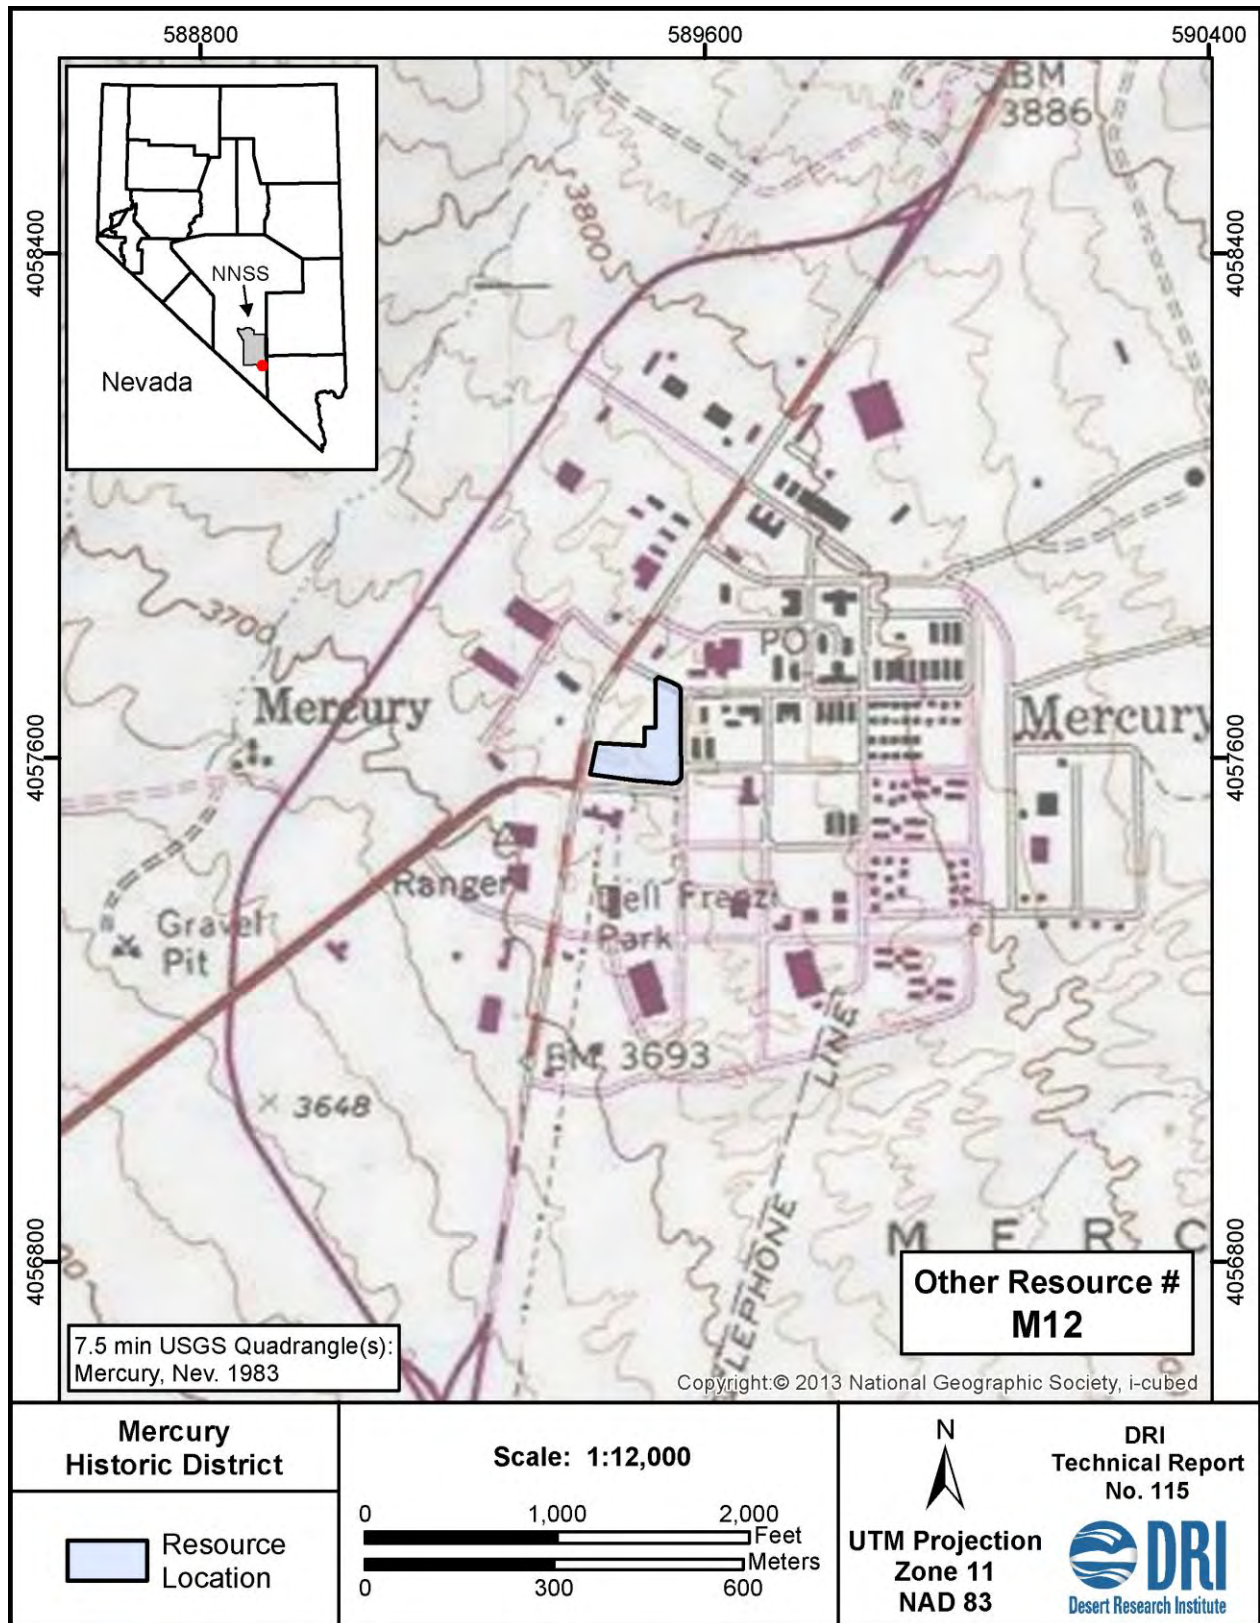 588800
589600
590400
4058400
4057600
4056800
4058400
4057600
4056800
NNSS
Nevada
BM
3886
3800
3700
Mercury
PO
Mercury
Ranger
Gravel
Pit
Park
BM 3693
3648
LINE
TELEPHONE
M E R C
Other Resource #
M12
7.5 min USGS Quadrangle(s):
Mercury, Nev. 1983
Copyright:© 2013 National Geographic Society, i-cubed
Mercury
Historic District
Resource
Location
Scale: 1:12,000
0 1,000 2,000
Feet
Meters
0 300 600
N
UTM Projection
Zone 11
NAD 83
DRI
Technical Report
No. 115
DRI
Desert Research Institute